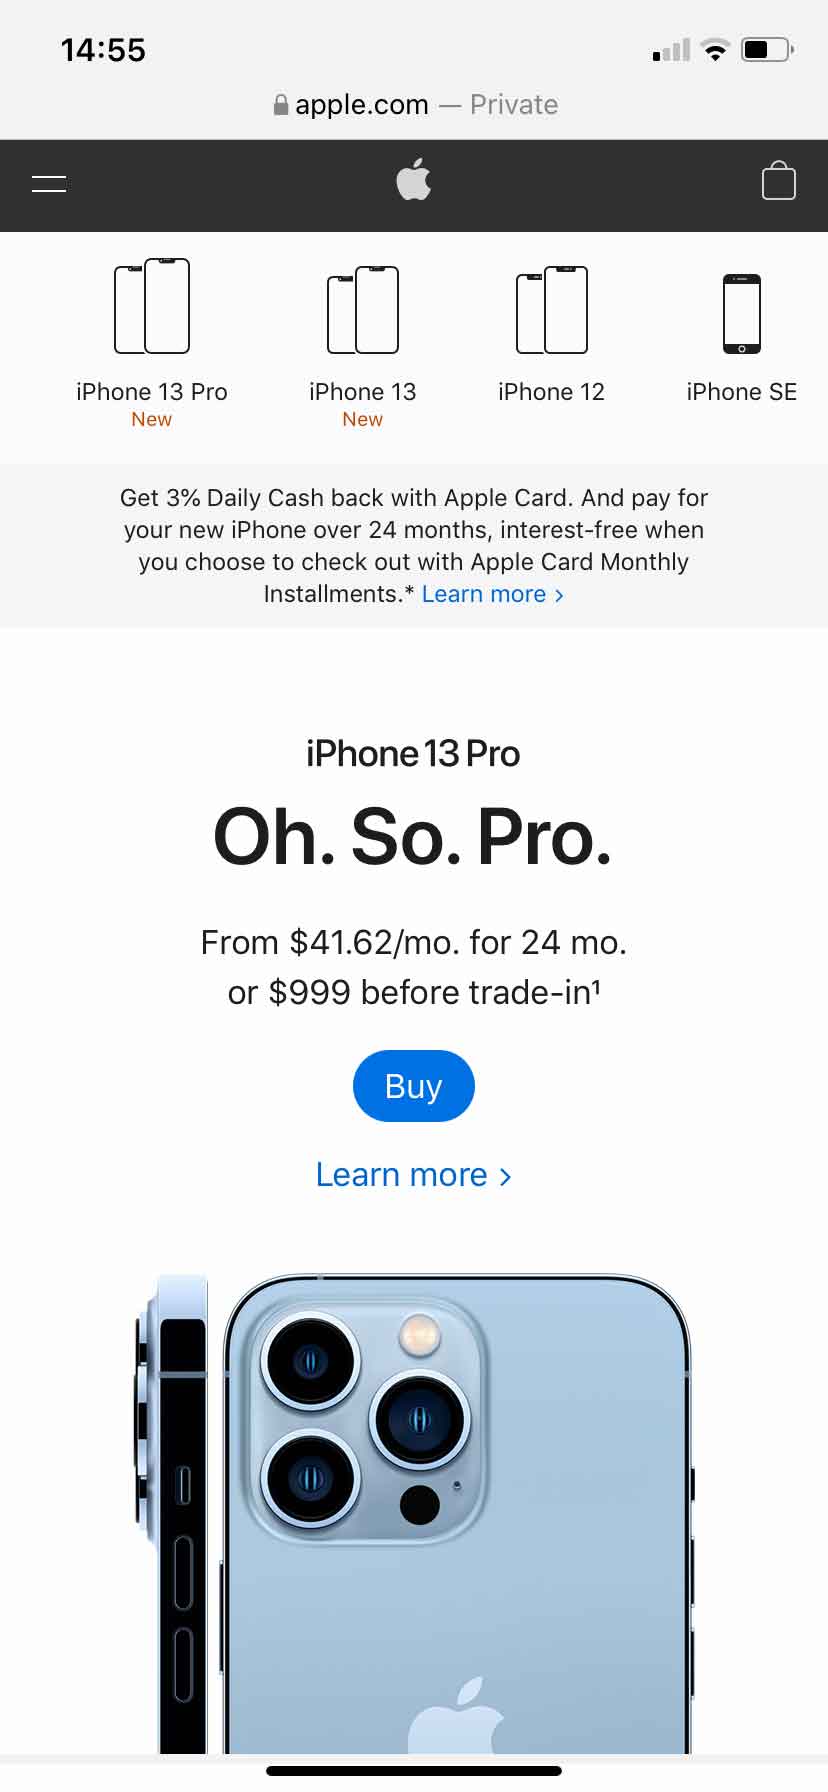 14:55
apple.com — Private
iPhone 13 Pro
New
iPhone 13
New
iPhone 12
iPhone SE
Get 3% Daily Cash back with Apple Card. And pay for
your new iPhone over 24 months, interest-free when
you choose to check out with Apple Card Monthly
Installments.* Learn more >
iPhone 13 Pro
Oh. So. Pro.
From $41.62/mo. for 24 mo.
or $999 before trade-in¹
Buy
Learn more >